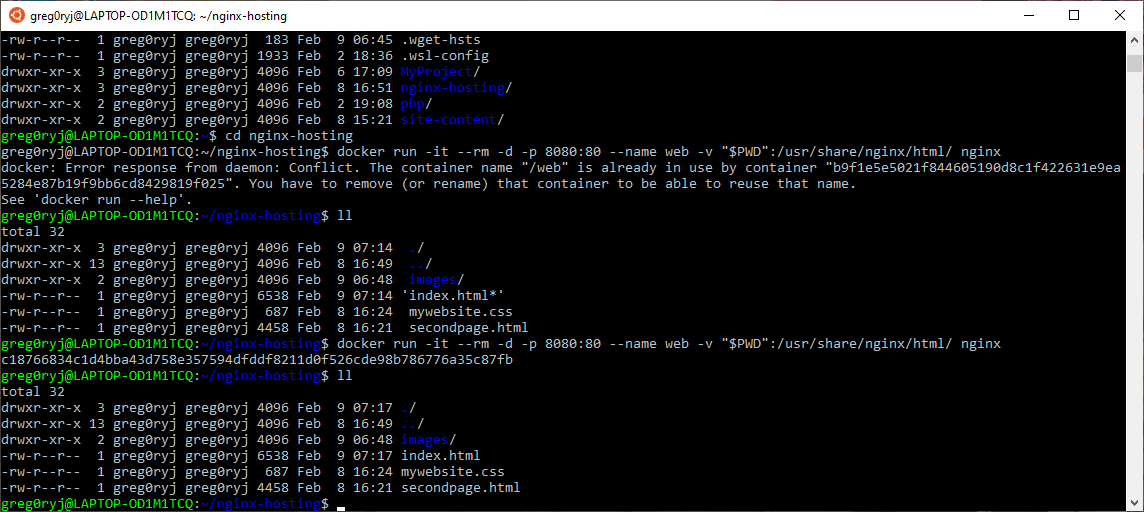 greg0ryj@LAPTOP-OD1M1TCQ: ~/nginx-hosting
-rw-r--r--  1 greg0ryj greg0ryj  183 Feb  9 06:45 .wget-hsts
-rw-r--r--  1 greg0ryj greg0ryj 1933 Feb  2 18:36 .wsl-config
drwxr-xr-x  3 greg0ryj greg0ryj 4096 Feb  6 17:09 MyProject/
drwxr-xr-x  3 greg0ryj greg0ryj 4096 Feb  8 16:51 nginx-hosting/
drwxr-xr-x  2 greg0ryj greg0ryj 4096 Feb  2 19:08 php/
drwxr-xr-x  2 greg0ryj greg0ryj 4096 Feb  8 15:21 site-content/
greg0ryj@LAPTOP-OD1M1TCQ:~$ cd nginx-hosting
greg0ryj@LAPTOP-OD1M1TCQ:~/nginx-hosting$ docker run -it --rm -d -p 8080:80 --name web -v "$PWD":/usr/share/nginx/html/ nginx
docker: Error response from daemon: Conflict. The container name "/web" is already in use by container "b9f1e5e5021f844605190d8c1f422631e9ea
5284e87b19f9bb6cd8429819f025". You have to remove (or rename) that container to be able to reuse that name.
See 'docker run --help'.
greg0ryj@LAPTOP-OD1M1TCQ:~/nginx-hosting$ ll
total 32
drwxr-xr-x  3 greg0ryj greg0ryj 4096 Feb  9 07:14  ./
drwxr-xr-x 13 greg0ryj greg0ryj 4096 Feb  8 16:49  ../
drwxr-xr-x  2 greg0ryj greg0ryj 4096 Feb  9 06:48  images/
-rw-r--r--  1 greg0ryj greg0ryj 6538 Feb  9 07:14 'index.html*'
-rw-r--r--  1 greg0ryj greg0ryj  687 Feb  8 16:24  mywebsite.css
-rw-r--r--  1 greg0ryj greg0ryj 4458 Feb  8 16:21  secondpage.html
greg0ryj@LAPTOP-OD1M1TCQ:~/nginx-hosting$ docker run -it --rm -d -p 8080:80 --name web -v "$PWD":/usr/share/nginx/html/ nginx
c18766834c1d4bba43d758e357594dfddf8211d0f526cde98b786776a35c87fb
greg0ryj@LAPTOP-OD1M1TCQ:~/nginx-hosting$ ll
total 32
drwxr-xr-x  3 greg0ryj greg0ryj 4096 Feb  9 07:17 ./
drwxr-xr-x 13 greg0ryj greg0ryj 4096 Feb  8 16:49 ../
drwxr-xr-x  2 greg0ryj greg0ryj 4096 Feb  9 06:48 images/
-rw-r--r--  1 greg0ryj greg0ryj 6538 Feb  9 07:17 index.html
-rw-r--r--  1 greg0ryj greg0ryj  687 Feb  8 16:24 mywebsite.css
-rw-r--r--  1 greg0ryj greg0ryj 4458 Feb  8 16:21 secondpage.html
greg0ryj@LAPTOP-OD1M1TCQ:~/nginx-hosting$